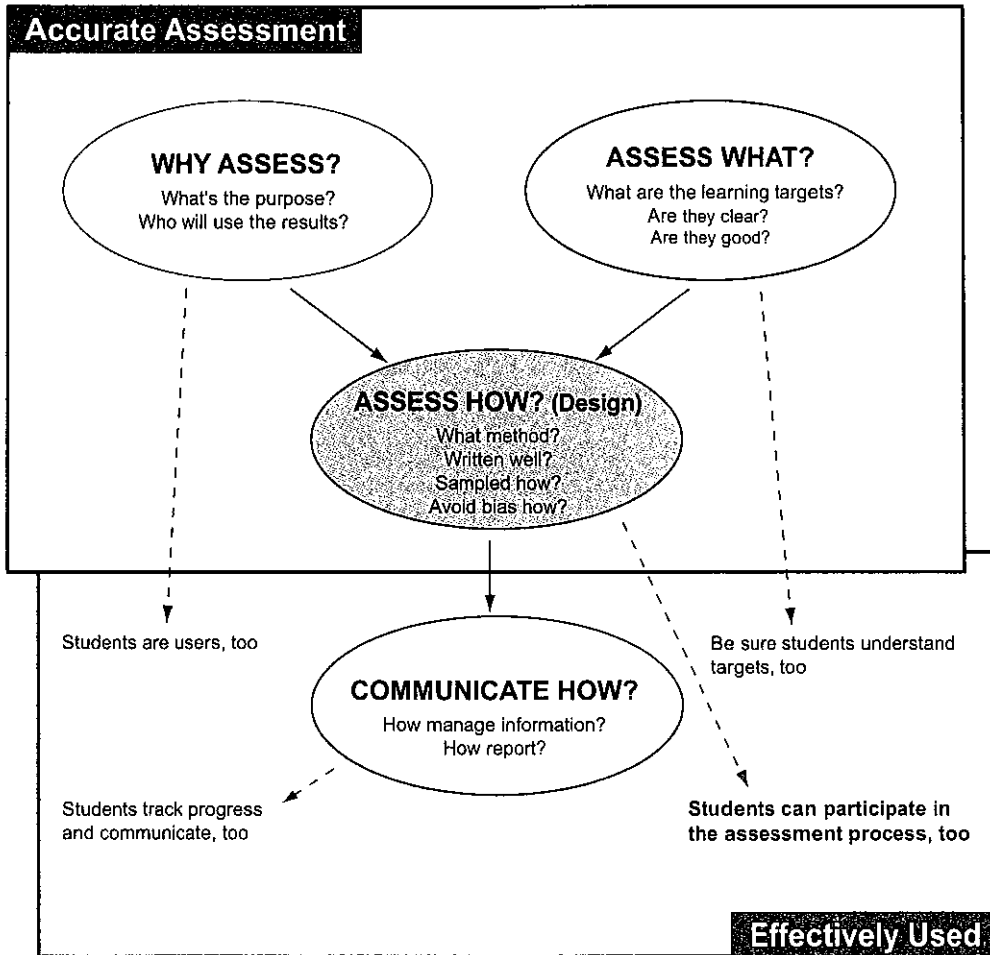 Accurate Assessment
WHY ASSESS?
What's the purpose?
Who will use the results?
ASSESS WHAT?
What are the learning targets?
Are they clear?
Are they good?
ASSESS HOW? (Design)
What method?
Written well?
Sampled how?
Avoid bias how?
Students are users, too
Be sure students understand
targets, too
COMMUNICATE HOW?
How manage information?
How report?
Students track progress
and communicate, too
Students can participate in
the assessment process, too
Effectively Used